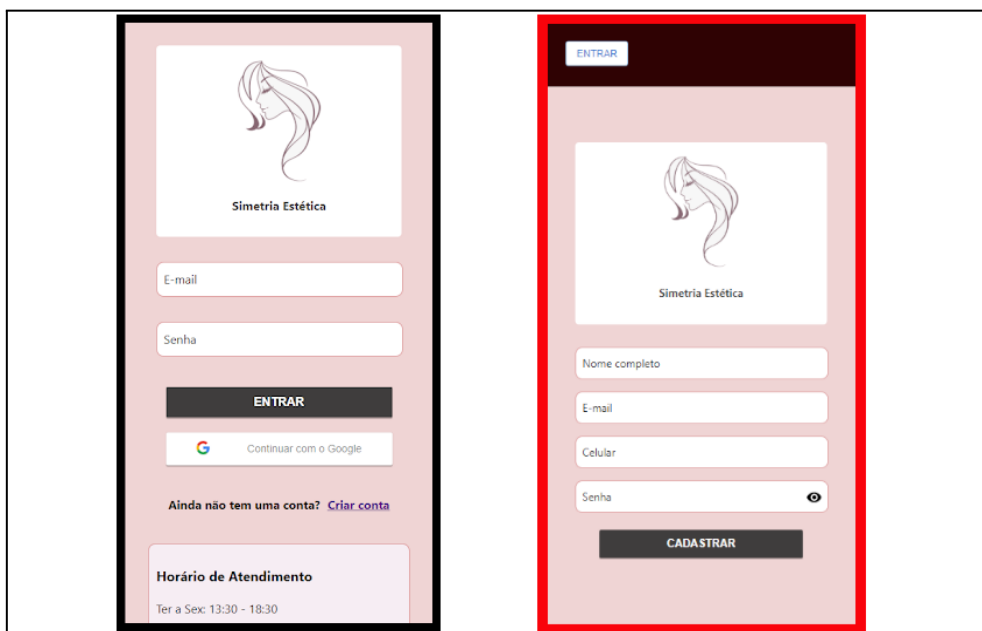 Simetria Estética
E-mail
Senha
ENTRAR
Continuar com o Google
Ainda não tem uma conta? Criar conta
Horário de Atendimento
Ter a Sex: 13:30 - 18:30
ENTRAR
Simetria Estética
Nome completo
E-mail
Celular
Senha
CADASTRAR